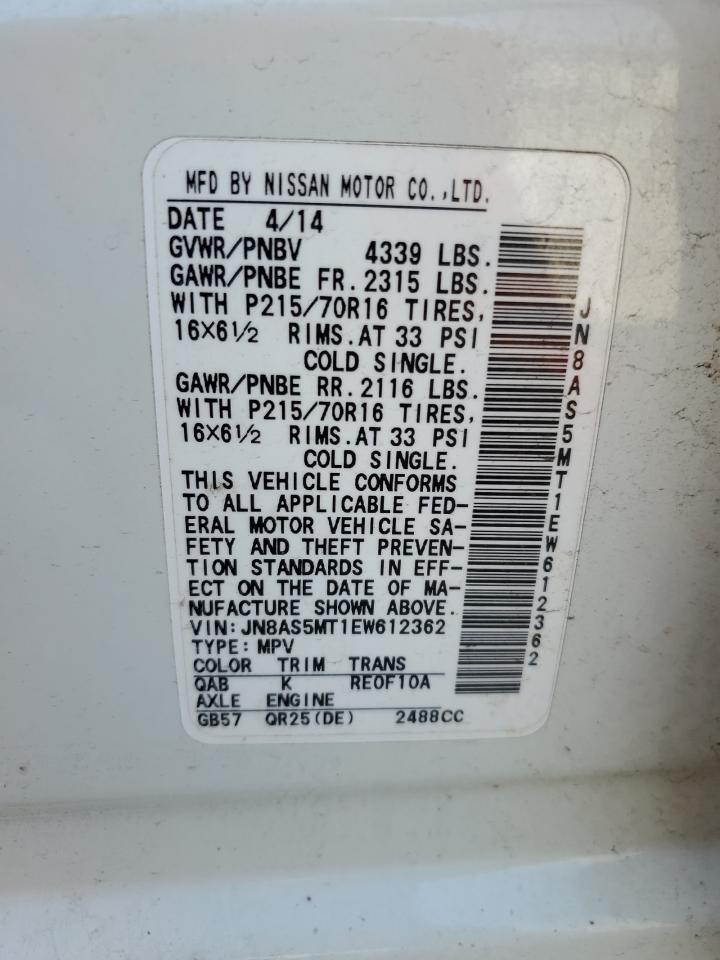 MFD BY NISSAN MOTOR CO.,LTD.
DATE 4/14
GVWR/PNBV 4339 LBS.
GAWR/PNBE FR. 2315 LBS.
WITH P215/70R16 TIRES,
16X6½ RIMS.AT 33 PSI
COLD SINGLE.
GAWR/PNBE RR. 2116 LBS.
WITH P215/70R16 TIRES,
16X6½ RIMS.AT 33 PSI
COLD SINGLE.
THIS VEHICLE CONFORMS
TO ALL APPLICABLE FED-
ERAL MOTOR VEHICLE SA-
FETY AND THEFT PREVEN-
TION STANDARDS IN EFF-
ECT ON THE DATE OF MA-
NUFACTURE SHOWN ABOVE.
VIN:JN8AS5MT1EW612362
TYPE:MPV
COLOR TRIM TRANS
QAB K RE0F10A
AXLE ENGINE
GB57 QR25(DE) 2488CC
JN8AS5MT1EW612362